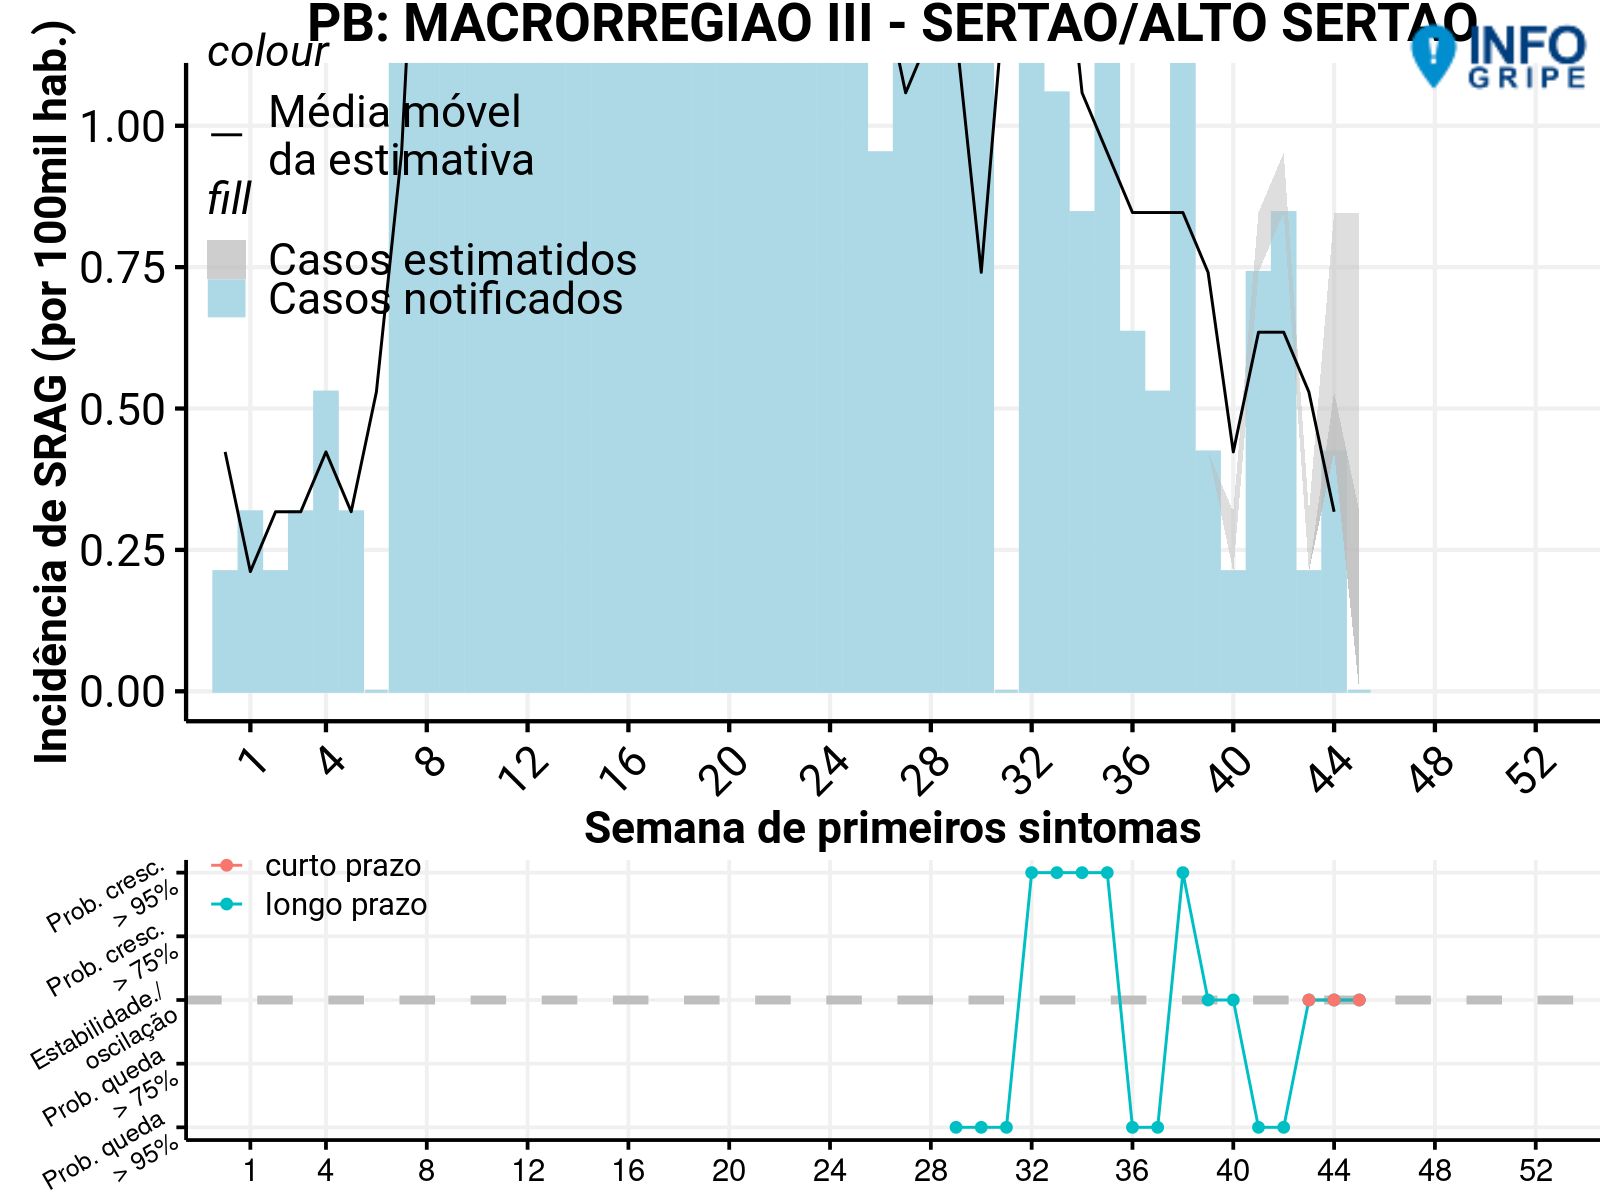 PB: MACRORREGIAO III - SERTAO/ALTO SERTAO
INFO
GRIPE
colour
Média móvel
da estimativa
fill
Casos estimatidos
Casos notificados
Incidência de SRAG (por 100mil hab.)
1.00
0.75
0.50
0.25
0.00
1 4 8 12 16 20 24 28 32 36 40 44 48 52
Semana de primeiros sintomas
curto prazo
longo prazo
Prob. cresc.
> 95%
Prob. cresc.
> 75%
Estabilidade./
oscilação
Prob. queda
> 75%
Prob. queda
> 95%
1 4 8 12 16 20 24 28 32 36 40 44 48 52